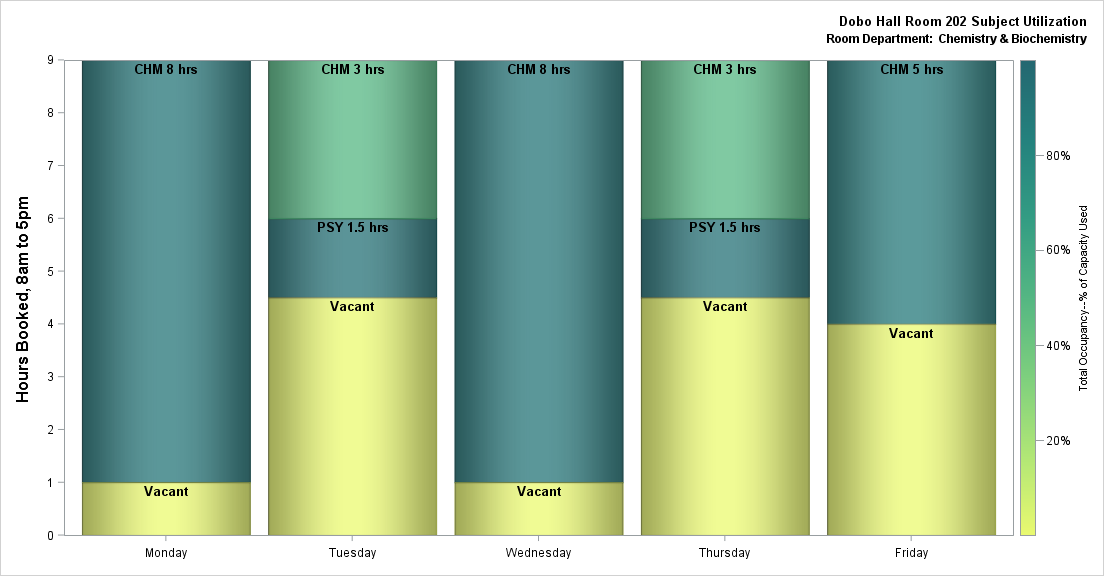 Dobo Hall Room 202 Subject Utilization
Room Department: Chemistry & Biochemistry
Hours Booked, 8am to 5pm
9
8
7
6
5
4
3
2
1
0
CHM 8 hrs
Vacant
CHM 3 hrs
PSY 1.5 hrs
Vacant
CHM 8 hrs
Vacant
CHM 3 hrs
PSY 1.5 hrs
Vacant
CHM 5 hrs
Vacant
Monday
Tuesday
Wednesday
Thursday
Friday
80%
60%
40%
20%
Total Occupancy--% of Capacity Used